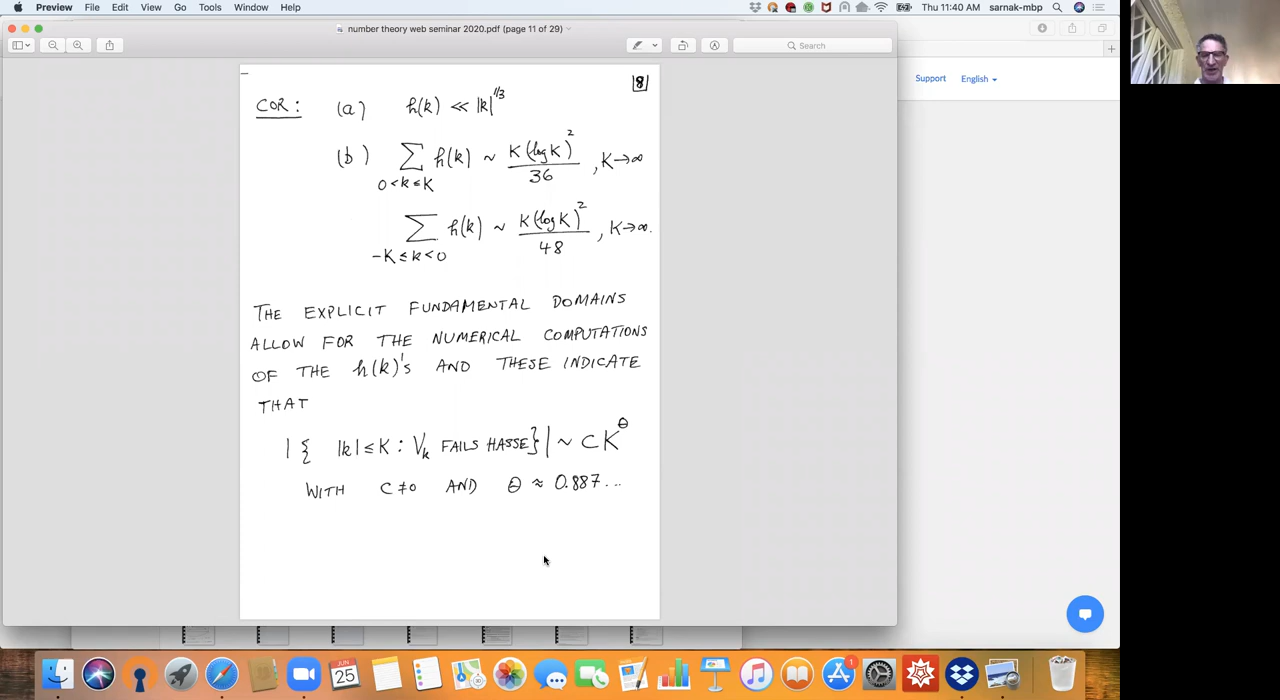 Preview File Edit View Go Tools Window Help Thu 11:40 AM sarnak-mbp
number theory web seminar 2020.pdf (page 11 of 29)
Search
Support English
8
COR: (a) h(k) ≪ |k|^{1/3}
(b) ∑_{0<k≤K} h(k) ~ K(log K)^2 / 36 , K→∞
∑_{-K≤k<0} h(k) ~ K(log K)^2 / 48 , K→∞.
THE EXPLICIT FUNDAMENTAL DOMAINS
ALLOW FOR THE NUMERICAL COMPUTATIONS
OF THE h(k)'s AND THESE INDICATE
THAT
|{ |k| ≤ K : V_k FAILS HASSE}| ~ C K^θ
WITH C ≠ 0 AND θ ≈ 0.887...
JUN
25
1